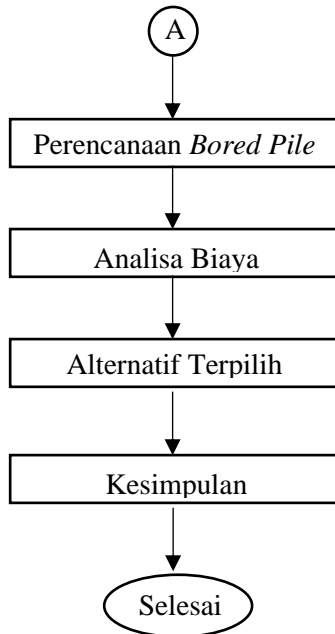 A
Perencanaan Bored Pile
Analisa Biaya
Alternatif Terpilih
Kesimpulan
Selesai